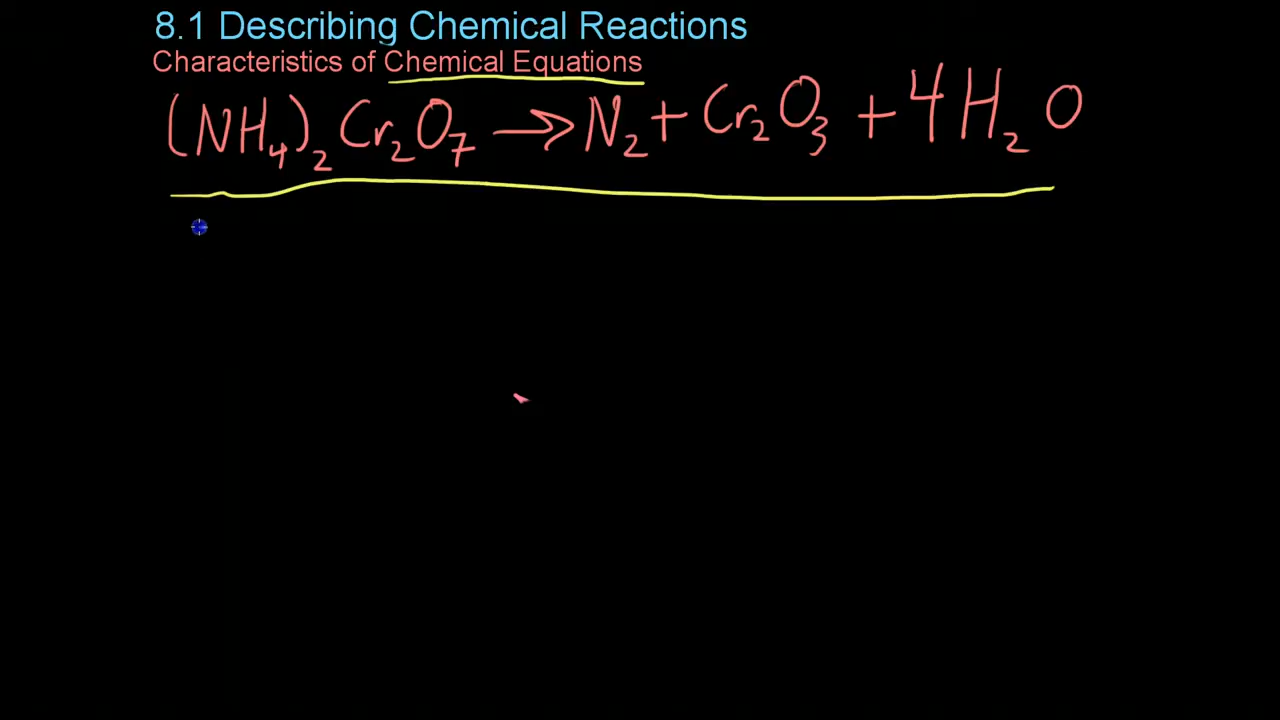 8.1 Describing Chemical Reactions
Characteristics of Chemical Equations
(NH₄)₂Cr₂O₇ → N₂ + Cr₂O₃ + 4H₂O